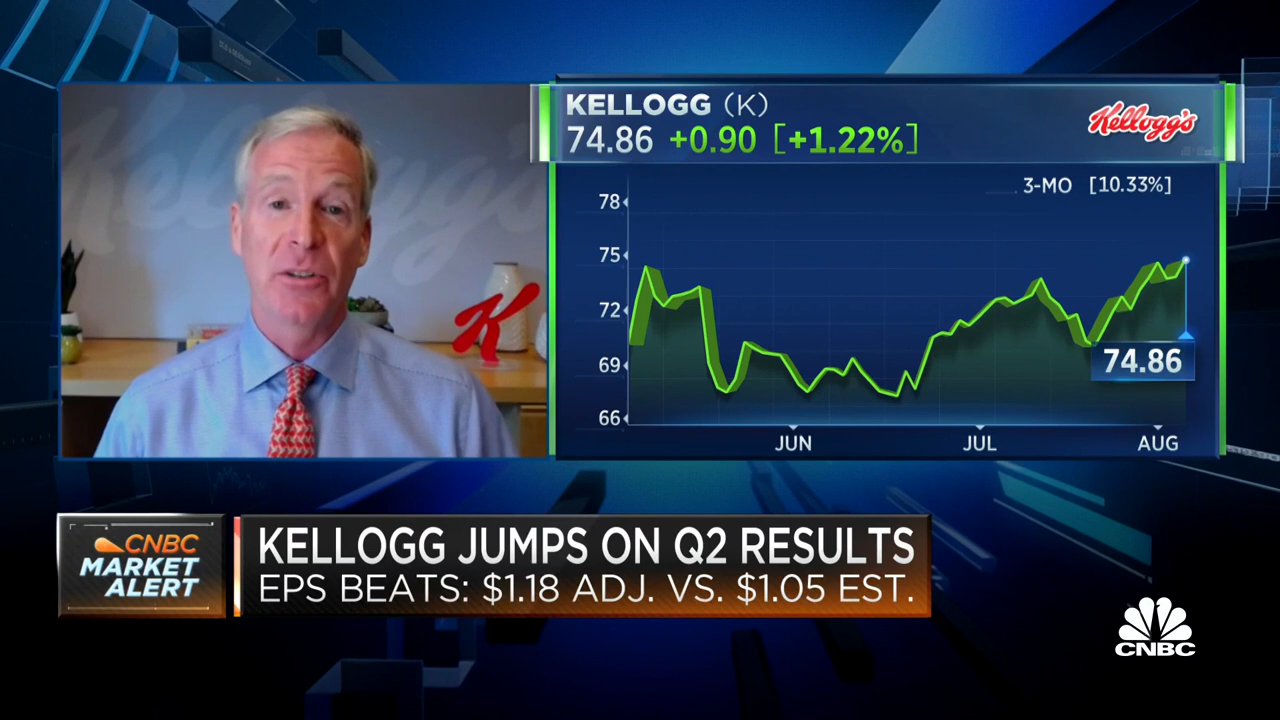 KELLOGG (K)
74.86 +0.90 [+1.22%]
Kellogg's
3-MO [10.33%]
78
75
72
69
66
74.86
JUN JUL AUG
K
CNBC
MARKET
ALERT
KELLOGG JUMPS ON Q2 RESULTS
EPS BEATS: $1.18 ADJ. VS. $1.05 EST.
CNBC